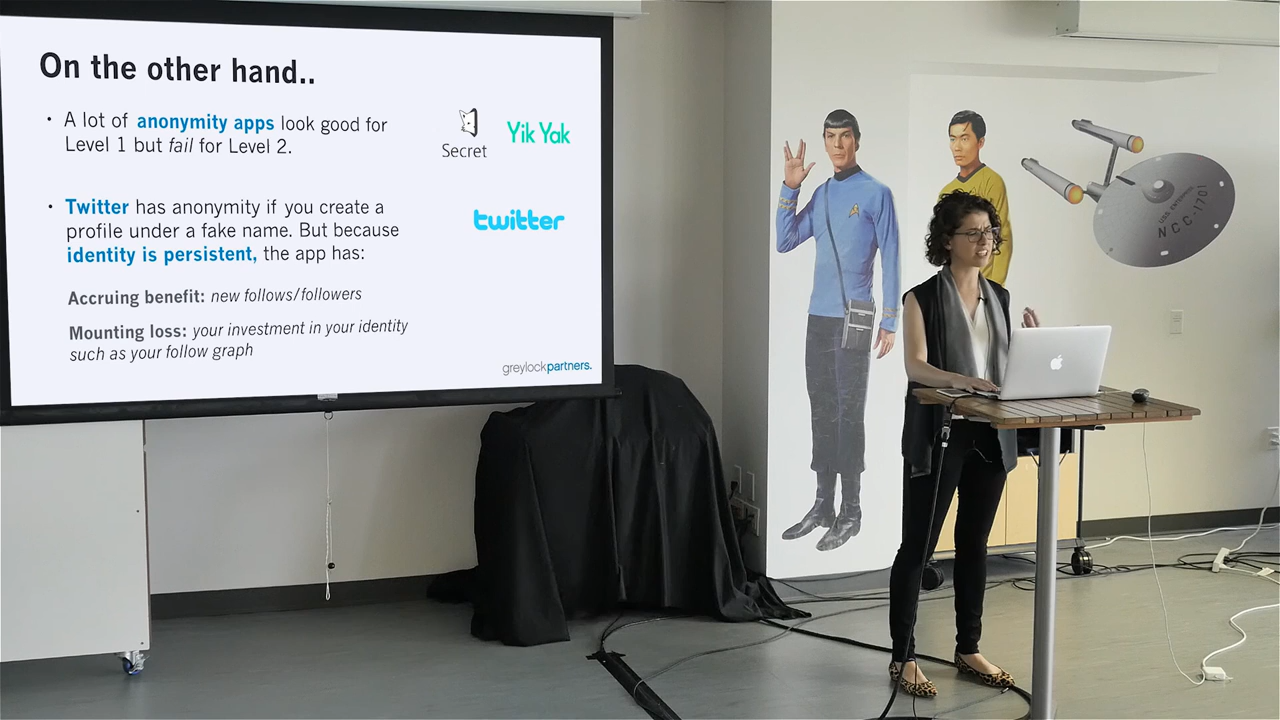 On the other hand..
• A lot of anonymity apps look good for
Level 1 but fail for Level 2.
Secret
Yik Yak
• Twitter has anonymity if you create a
profile under a fake name. But because
identity is persistent, the app has:
twitter
Accruing benefit: new follows/followers
Mounting loss: your investment in your identity
such as your follow graph
greylockpartners.
USS ENTERPRISE
NCC-1701